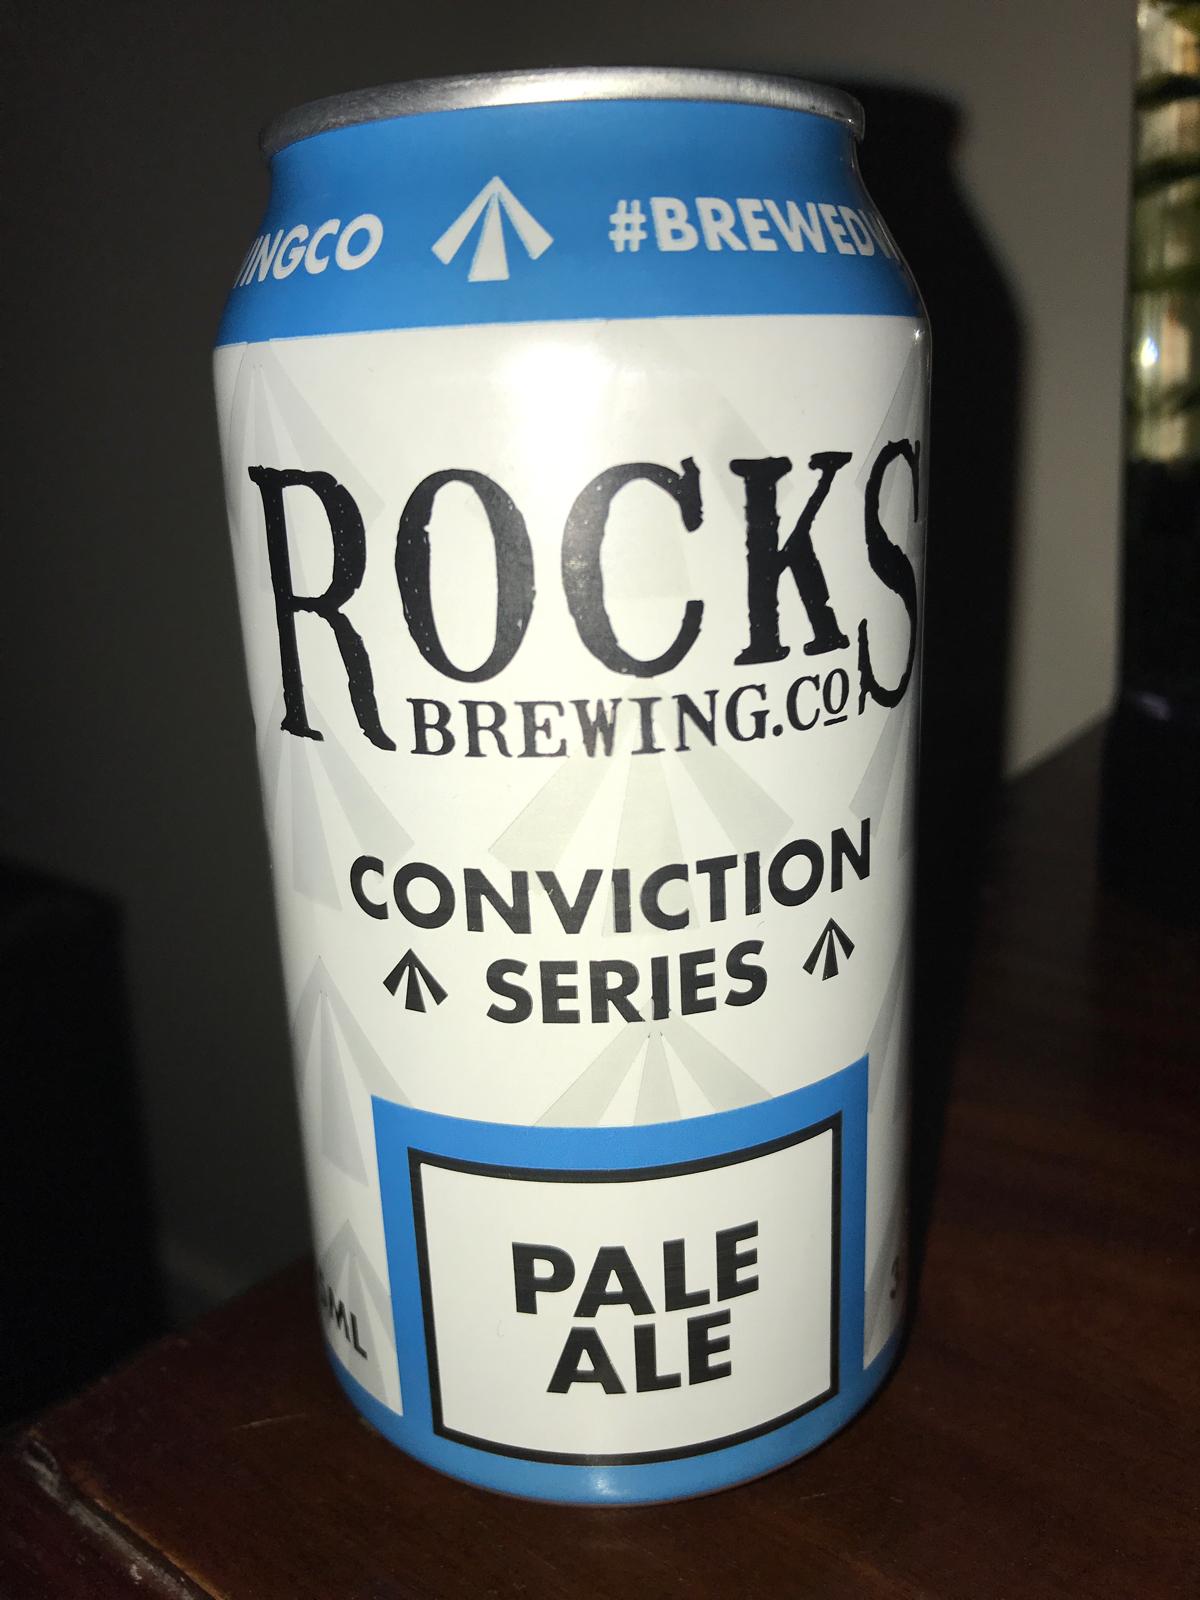 #BREWED
ROCKS
BREWING.CO
CONVICTION
SERIES
PALE
ALE